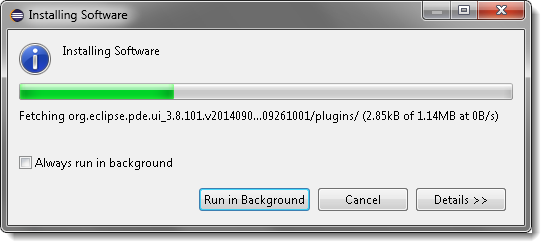 Installing Software
Installing Software
Fetching org.eclipse.pde.ui_3.8.101.v2014090...09261001/plugins/ (2.85kB of 1.14MB at 0B/s)
Always run in background
Run in Background Cancel Details >>